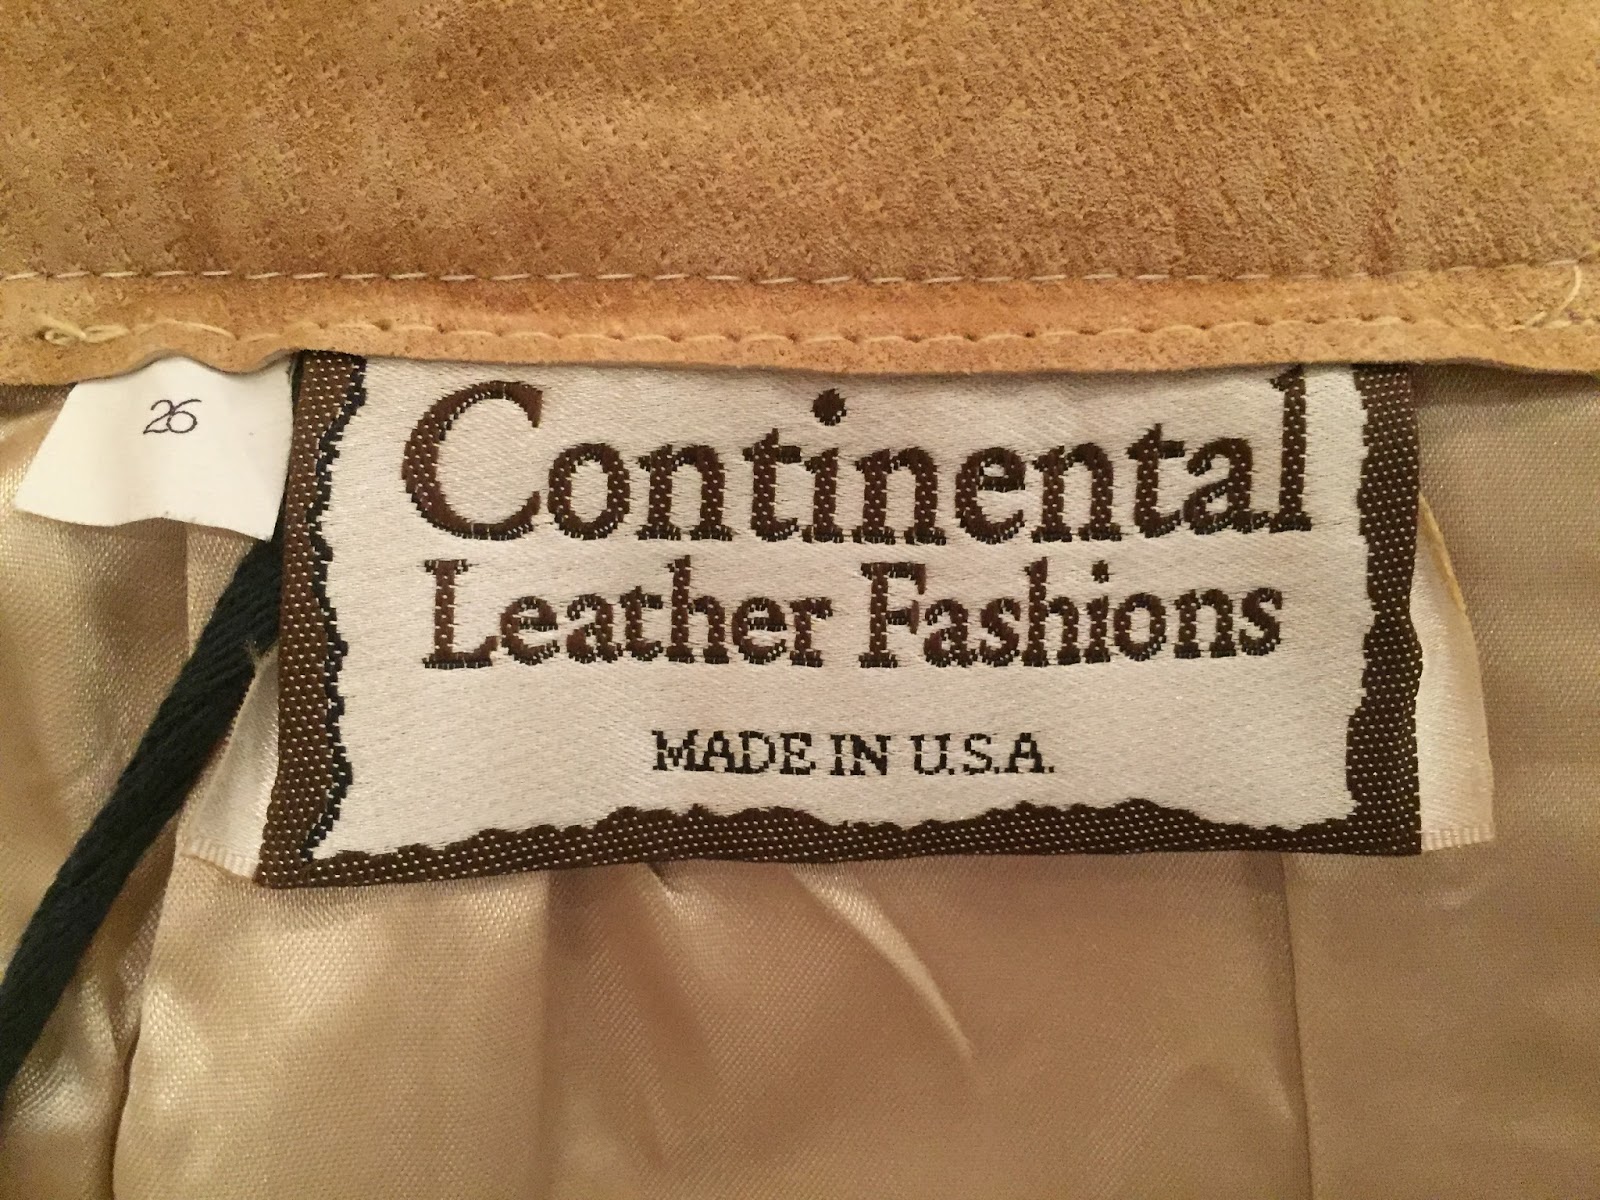 26
Continental
Leather Fashions
MADE IN U.S.A.